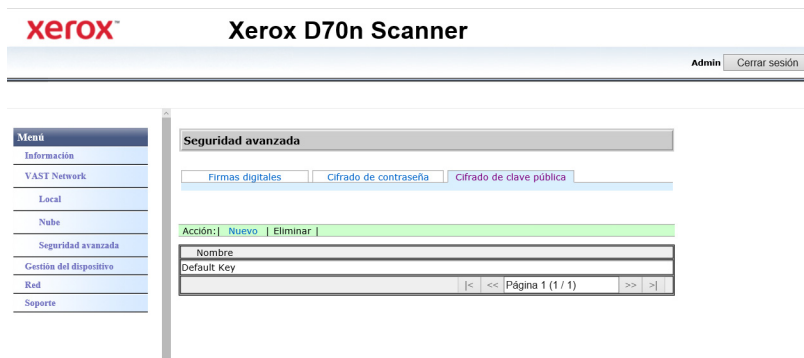 xerox™
Xerox D70n Scanner
Admin Cerrar sesión
Menú
Información
VAST Network
Local
Nube
Seguridad avanzada
Gestión del dispositivo
Red
Soporte
Seguridad avanzada
Firmas digitales Cifrado de contraseña Cifrado de clave pública
Acción:| Nuevo | Eliminar |
Nombre
Default Key
|< << Página 1 (1 / 1) >> >|